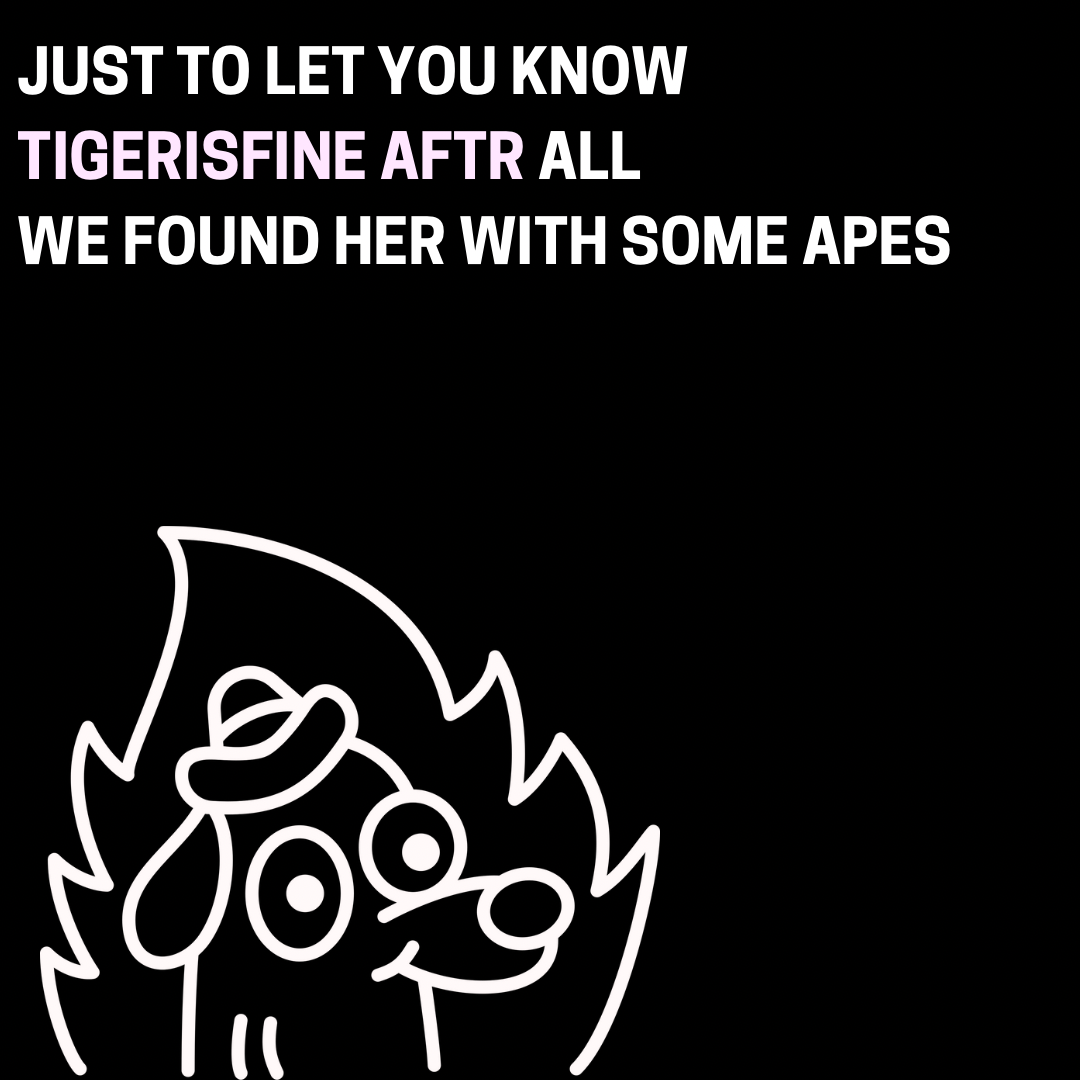 JUST TO LET YOU KNOW
TIGERISFINE AFTR ALL
WE FOUND HER WITH SOME APES